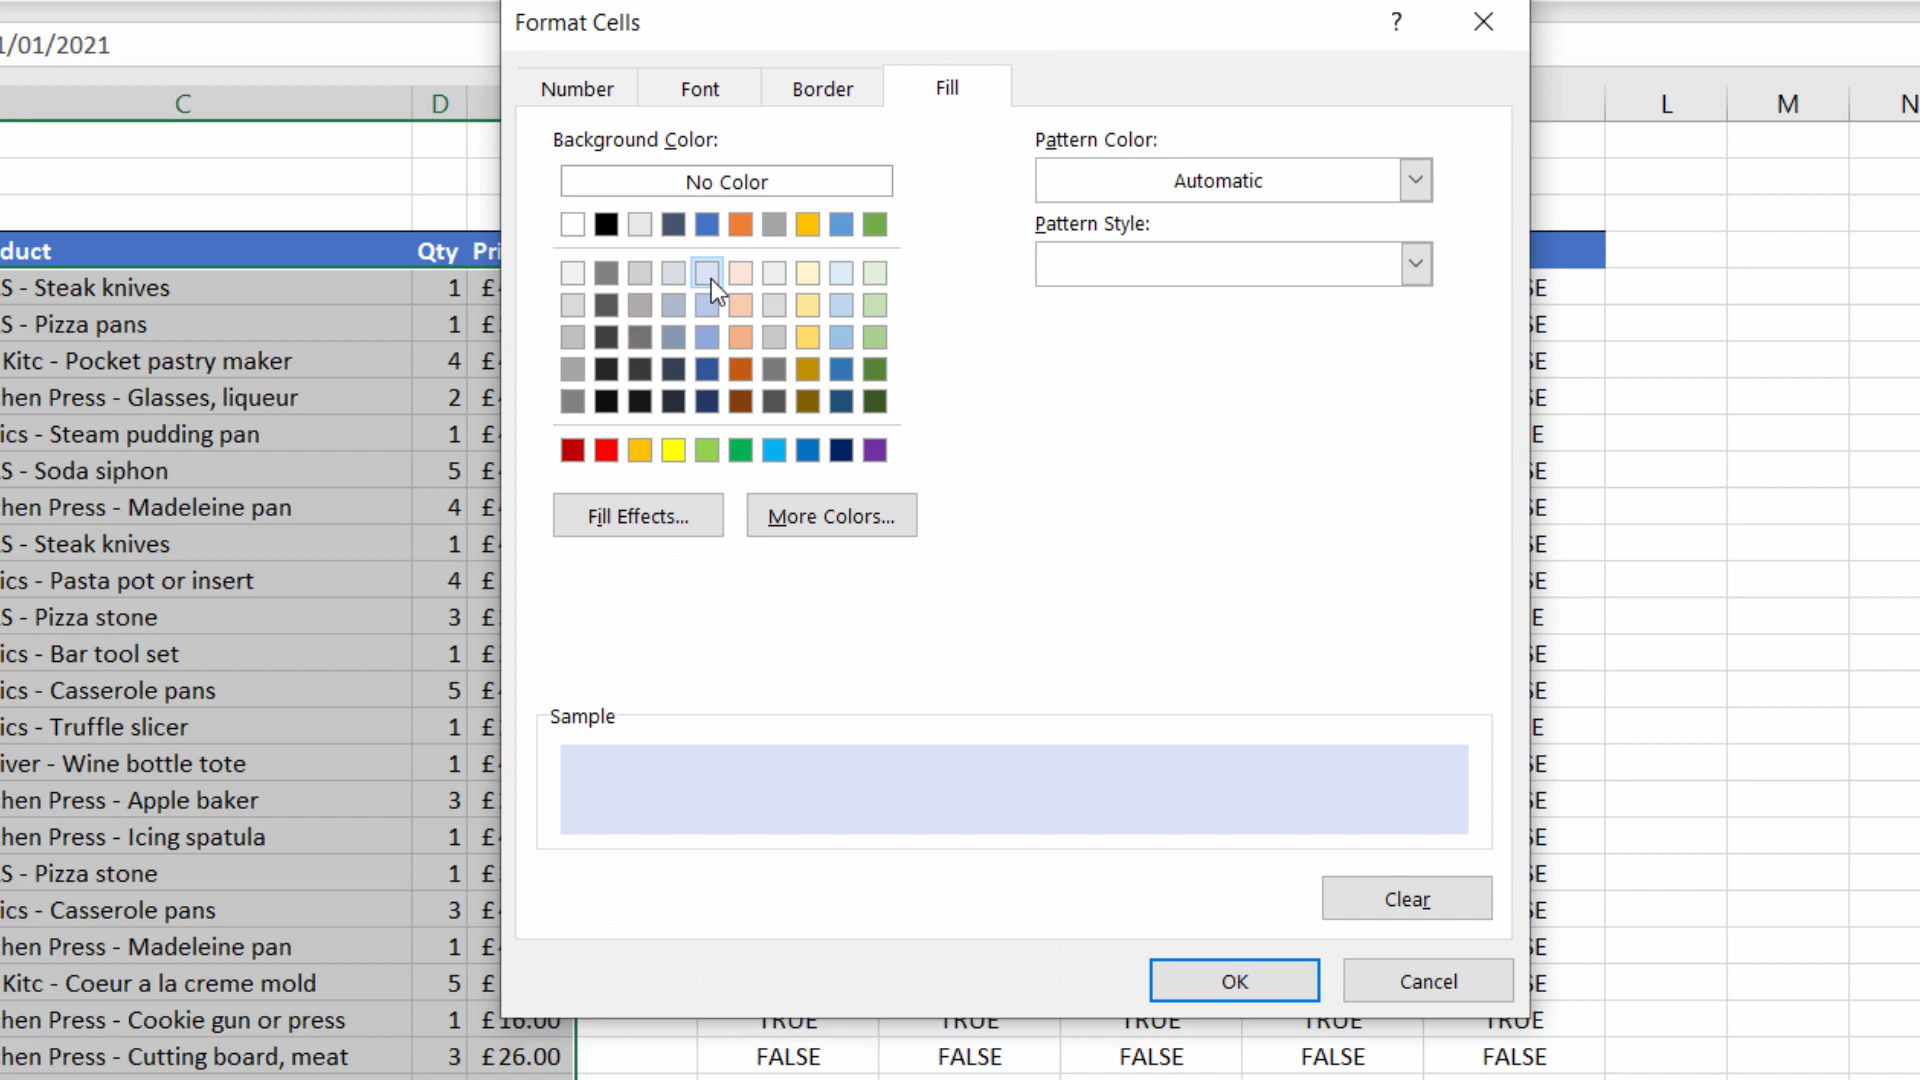 Format Cells
?
1/01/2021
Number Font Border Fill
C D L M N
Background Color:
No Color
Pattern Color:
Automatic
Pattern Style:
duct Qty Pri
S - Steak knives 1 £
S - Pizza pans 1 £
Kitc - Pocket pastry maker 4 £
hen Press - Glasses, liqueur 2 £
ics - Steam pudding pan 1 £
S - Soda siphon 5 £
hen Press - Madeleine pan 4 £
S - Steak knives 1 £
ics - Pasta pot or insert 4 £
S - Pizza stone 3 £
ics - Bar tool set 1 £
ics - Casserole pans 5 £
ics - Truffle slicer 1 £
iver - Wine bottle tote 1 £
hen Press - Apple baker 3 £
hen Press - Icing spatula 1 £
S - Pizza stone 1 £
ics - Casserole pans 3 £
hen Press - Madeleine pan 1 £
Kitc - Coeur a la creme mold 5 £
hen Press - Cookie gun or press 1 £16.00 TRUE TRUE TRUE TRUE TRUE
hen Press - Cutting board, meat 3 £26.00 FALSE FALSE FALSE FALSE FALSE
Fill Effects...
More Colors...
Sample
Clear
OK
Cancel